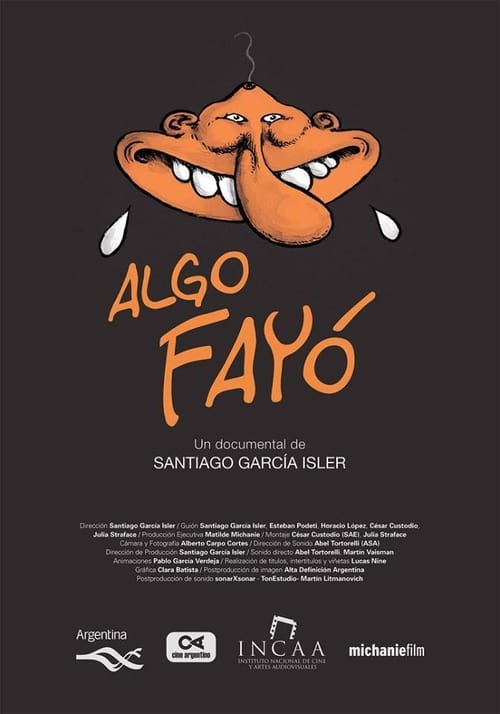 ALGO
FAYÓ
Un documental de
SANTIAGO GARCÍA ISLER
Dirección Santiago García Isler / Guión Santiago García Isler, Esteban Podeti, Horacio López, César Custodio,
Julia Straface / Producción Ejecutiva Matilde Michanie / Montaje César Custodio (SAE), Julia Straface
Cámara y Fotografía Alberto Carpo Cortes / Dirección de Sonido Abel Tortorelli (ASA)
Dirección de Producción Santiago García Isler / Sonido directo Abel Tortorelli, Martín Vaisman
Animaciones Pablo García Verdeja / Realización de títulos, intertítulos y viñetas Lucas Nine
Gráfica Clara Batista / Postproducción de imagen Alta Definición Argentina
Postproducción de sonido sonarXsonar - TonEstudio- Martín Litmanovich
Argentina
CA
cine argentino
INCAA
INSTITUTO NACIONAL DE CINE
Y ARTES AUDIOVISUALES
michaniefilm